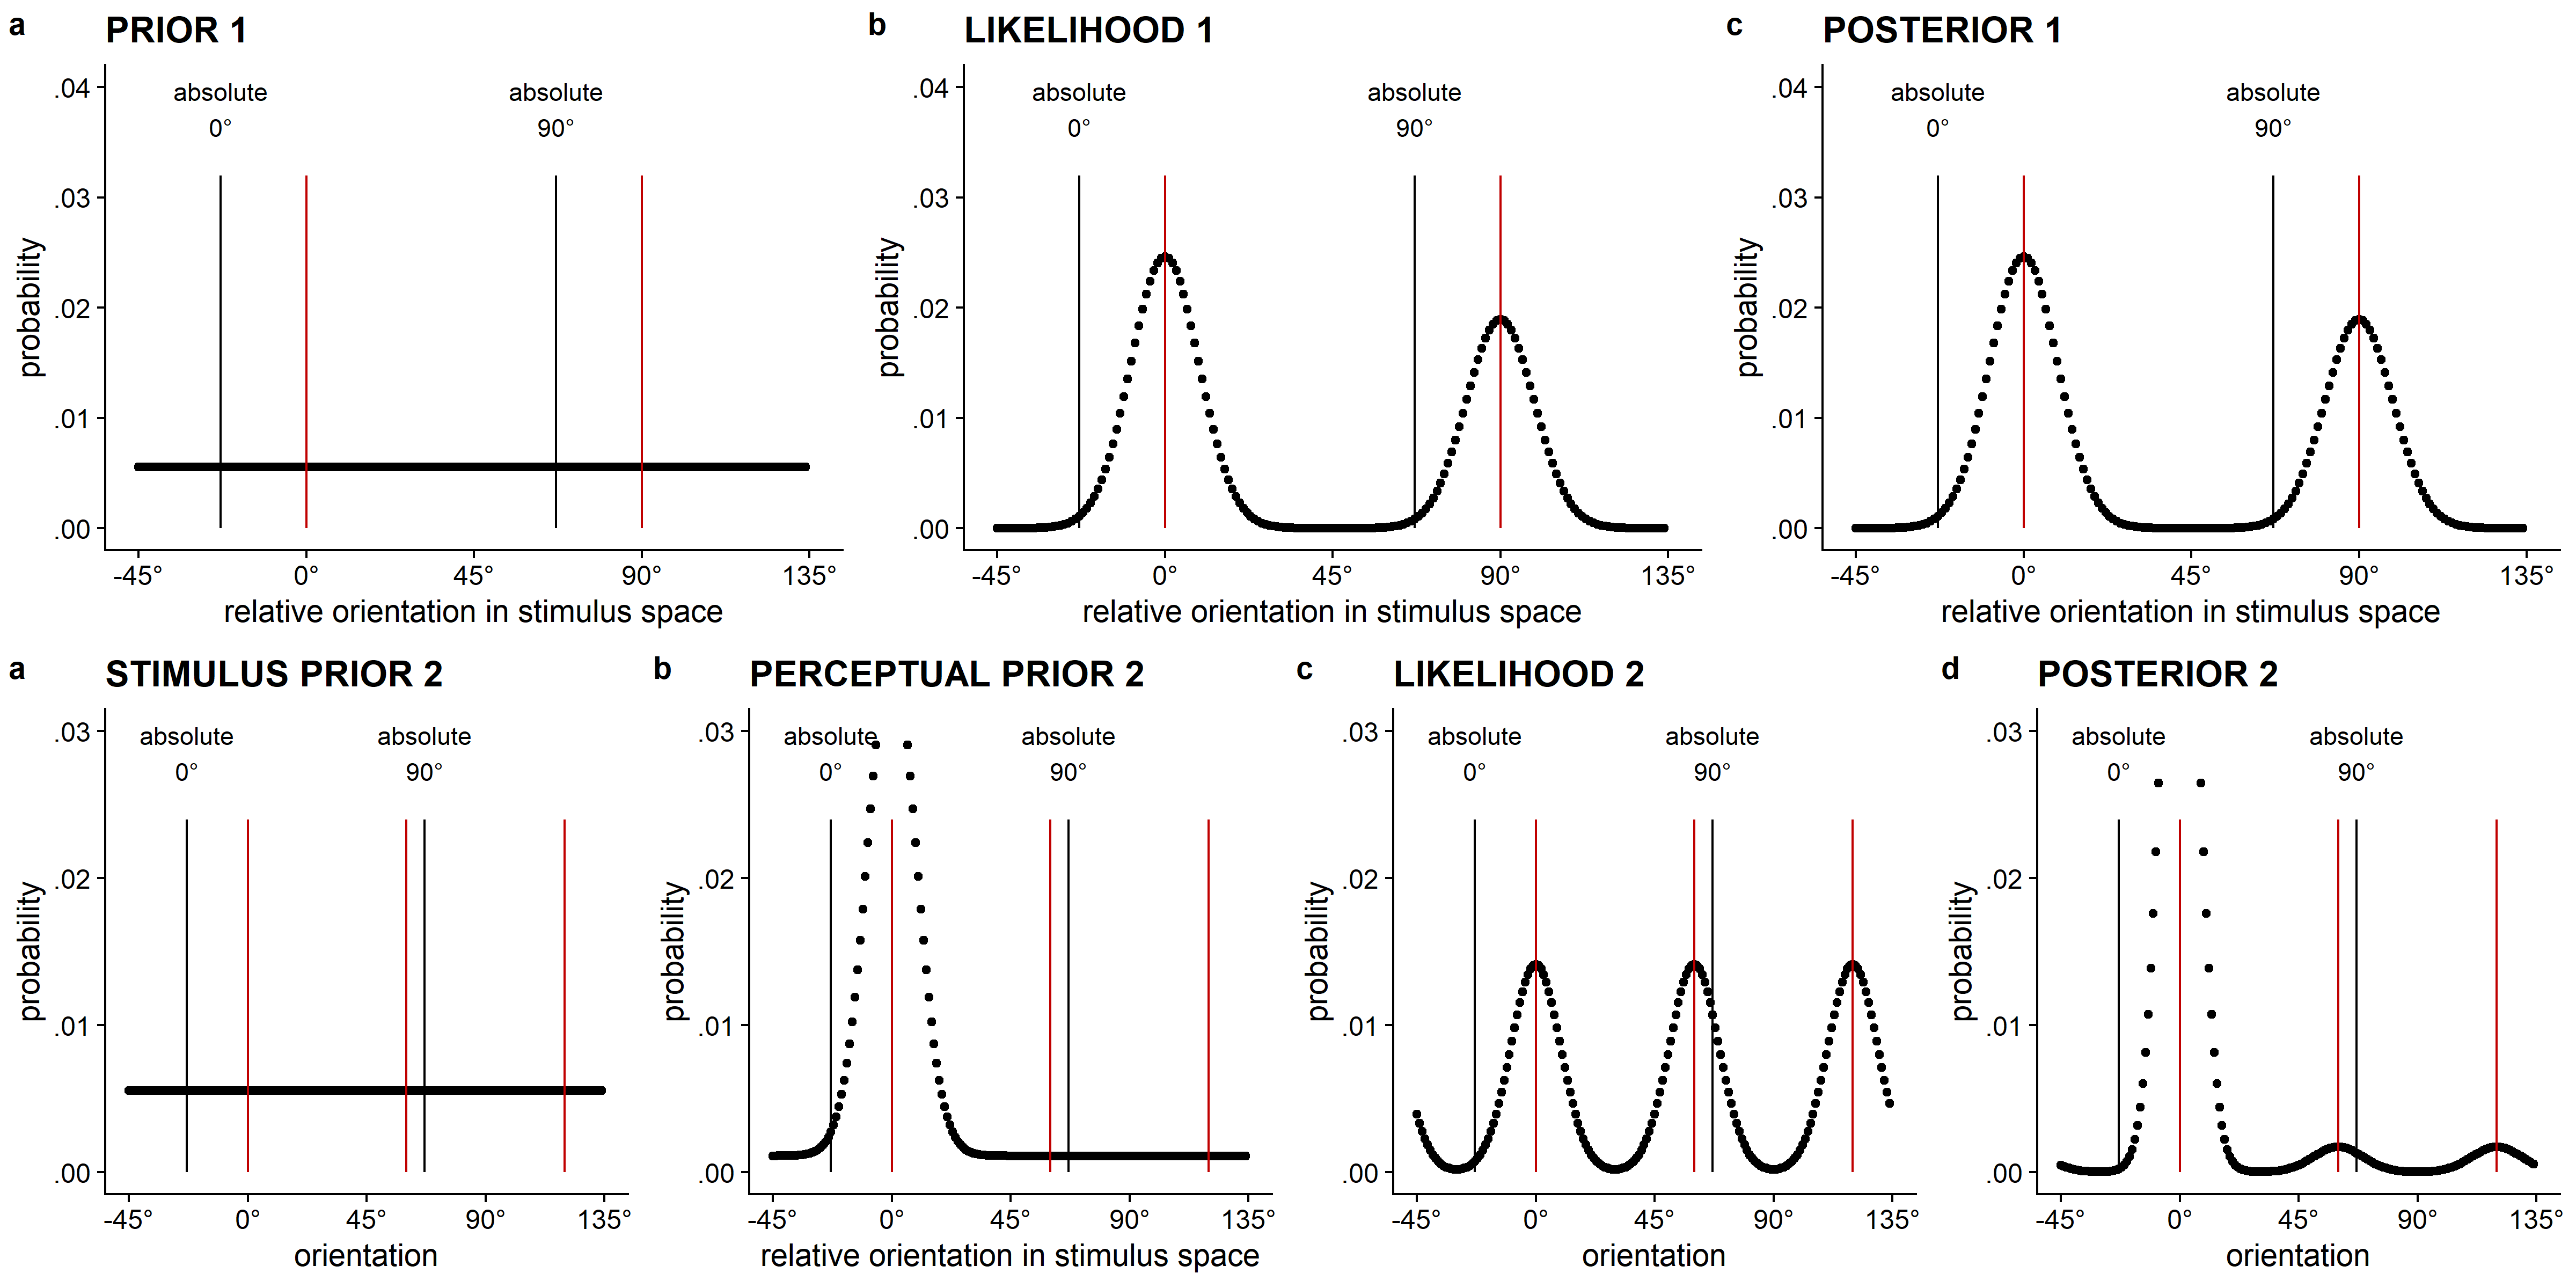 a PRIOR 1
absolute absolute
0° 90°
.04
.03
.02
.01
.00
probability
-45° 0° 45° 90° 135°
relative orientation in stimulus space
b LIKELIHOOD 1
absolute absolute
0° 90°
.04
.03
.02
.01
.00
probability
-45° 0° 45° 90° 135°
relative orientation in stimulus space
c POSTERIOR 1
absolute absolute
0° 90°
.04
.03
.02
.01
.00
probability
-45° 0° 45° 90° 135°
relative orientation in stimulus space
a STIMULUS PRIOR 2
absolute absolute
0° 90°
.03
.02
.01
.00
probability
-45° 0° 45° 90° 135°
orientation
b PERCEPTUAL PRIOR 2
absolute absolute
0° 90°
.03
.02
.01
.00
probability
-45° 0° 45° 90° 135°
relative orientation in stimulus space
c LIKELIHOOD 2
absolute absolute
0° 90°
.03
.02
.01
.00
probability
-45° 0° 45° 90° 135°
orientation
d POSTERIOR 2
absolute absolute
0° 90°
.03
.02
.01
.00
probability
-45° 0° 45° 90° 135°
orientation